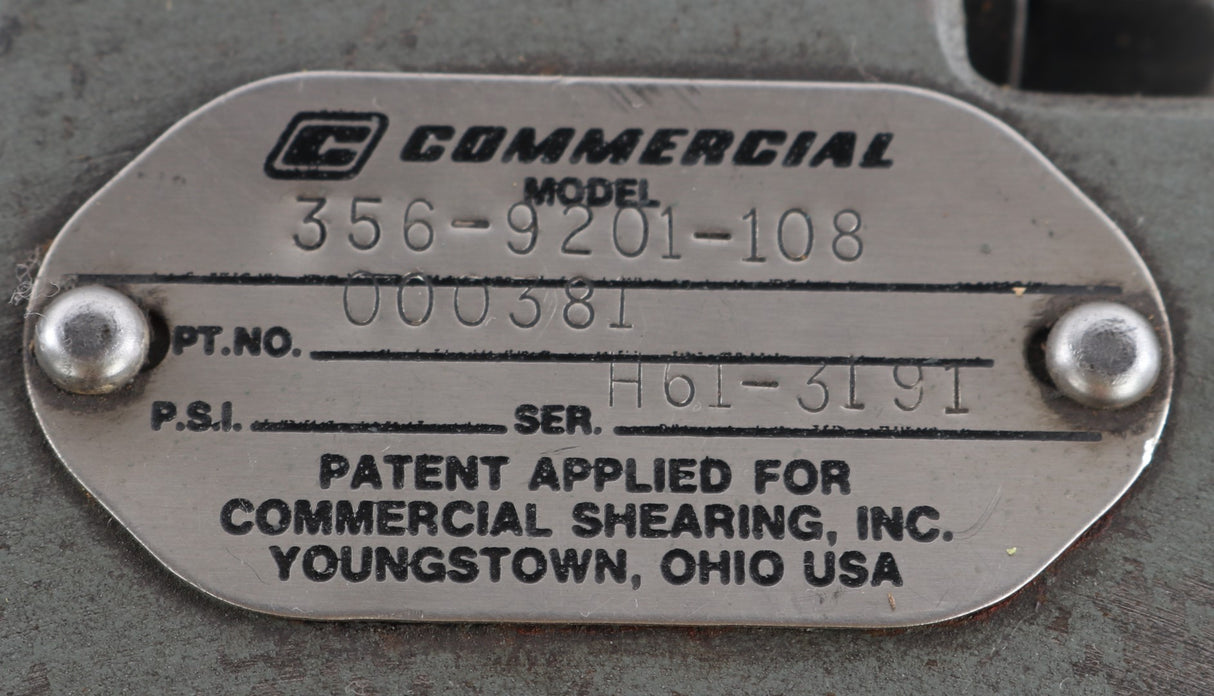 C COMMERCIAL
MODEL
356-9201-108
000381
PT.NO.
H61-3191
P.S.I. SER.
PATENT APPLIED FOR
COMMERCIAL SHEARING, INC.
YOUNGSTOWN, OHIO USA